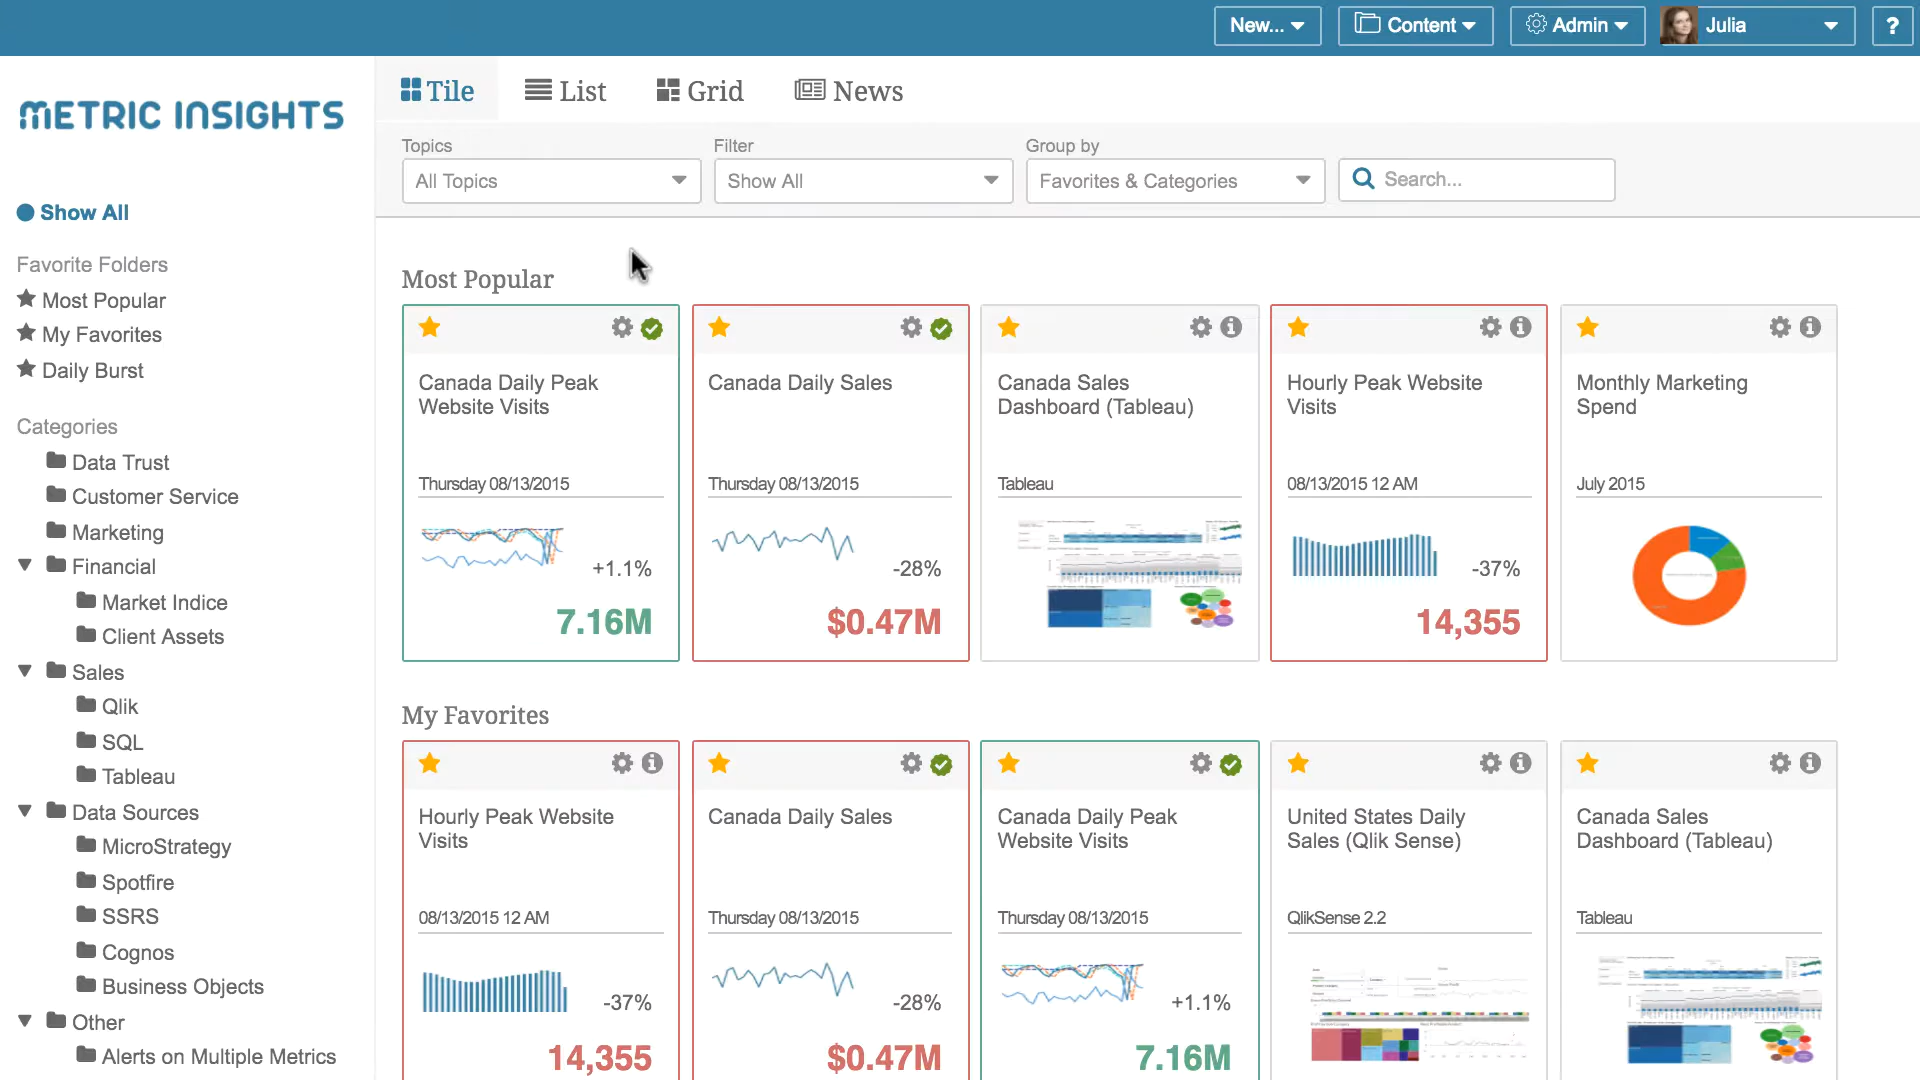 New...
Content
Admin
Julia
?
METRIC INSIGHTS
Tile
List
Grid
News
Topics
Filter
Group by
All Topics
Show All
Favorites & Categories
Search...
Show All
Favorite Folders
Most Popular
My Favorites
Daily Burst
Categories
Data Trust
Customer Service
Marketing
Financial
Market Indice
Client Assets
Sales
Qlik
SQL
Tableau
Data Sources
MicroStrategy
Spotfire
SSRS
Cognos
Business Objects
Other
Alerts on Multiple Metrics
Most Popular
Canada Daily Peak
Website Visits
Thursday 08/13/2015
+1.1%
7.16M
Canada Daily Sales
Thursday 08/13/2015
-28%
$0.47M
Canada Sales
Dashboard (Tableau)
Tableau
Hourly Peak Website
Visits
08/13/2015 12 AM
-37%
14,355
Monthly Marketing
Spend
July 2015
My Favorites
Hourly Peak Website
Visits
08/13/2015 12 AM
-37%
14,355
Canada Daily Sales
Thursday 08/13/2015
-28%
$0.47M
Canada Daily Peak
Website Visits
Thursday 08/13/2015
+1.1%
7.16M
United States Daily
Sales (Qlik Sense)
QlikSense 2.2
Canada Sales
Dashboard (Tableau)
Tableau